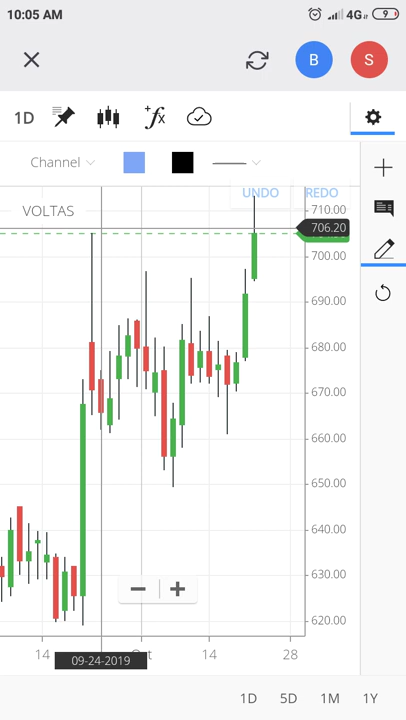 10:05 AM 4G 9
B S
1D fx
Channel
UNDO REDO
VOLTAS
710.00
706.20
700.00
690.00
680.00
670.00
660.00
650.00
640.00
630.00
620.00
14 14 28
09-24-2019
1D 5D 1M 1Y